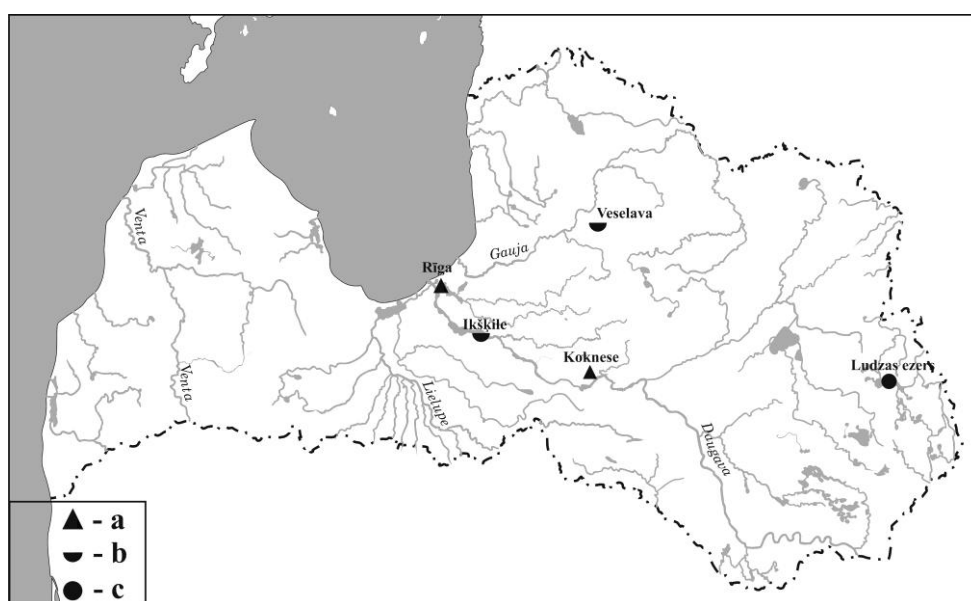 Veselava
Venta
Gauja
Rīga
Ikšķile
Koknese
Ludzas ezers
Venta
Lielupe
Daugava
- a
- b
- c